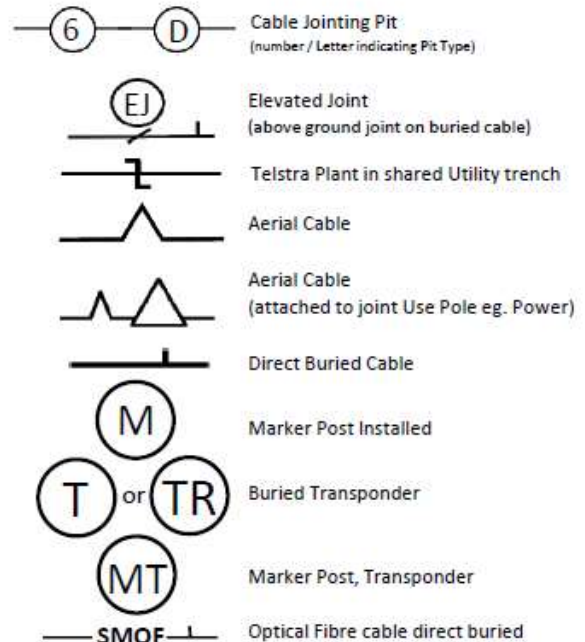 6 D Cable Jointing Pit
(number / Letter indicating Pit Type)
EJ Elevated Joint
(above ground joint on buried cable)
Telstra Plant in shared Utility trench
Aerial Cable
Aerial Cable
(attached to joint Use Pole eg. Power)
Direct Buried Cable
M Marker Post Installed
T or TR Buried Transponder
MT Marker Post, Transponder
SMOF Optical Fibre cable direct buried